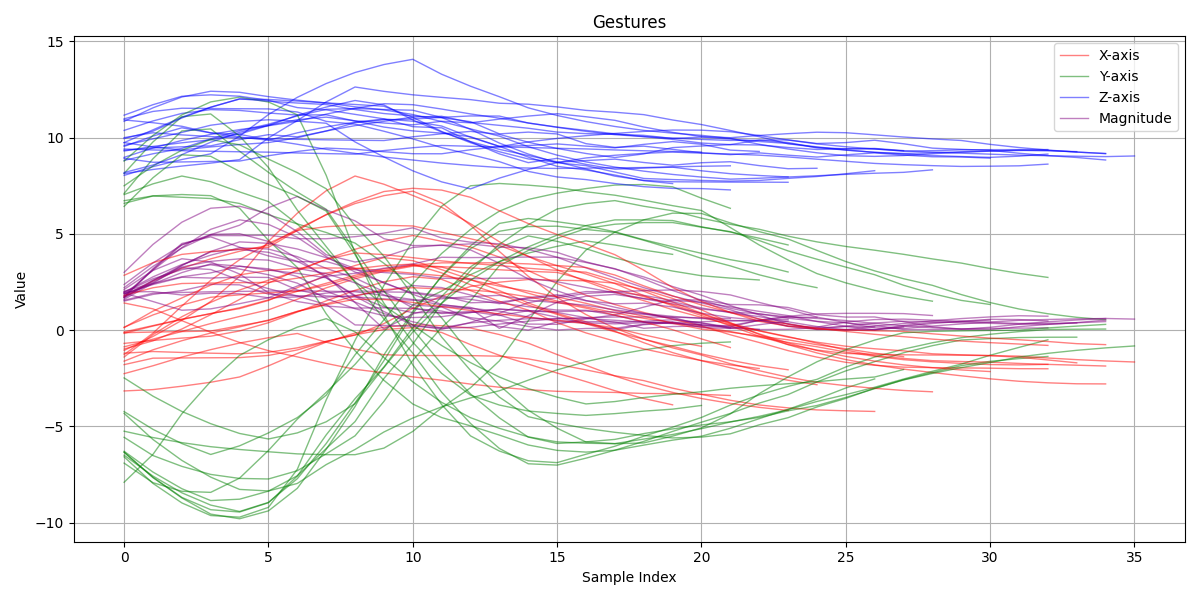 Gestures
15
10
5
0
−5
−10
Value
0 5 10 15 20 25 30 35
Sample Index
X-axis
Y-axis
Z-axis
Magnitude